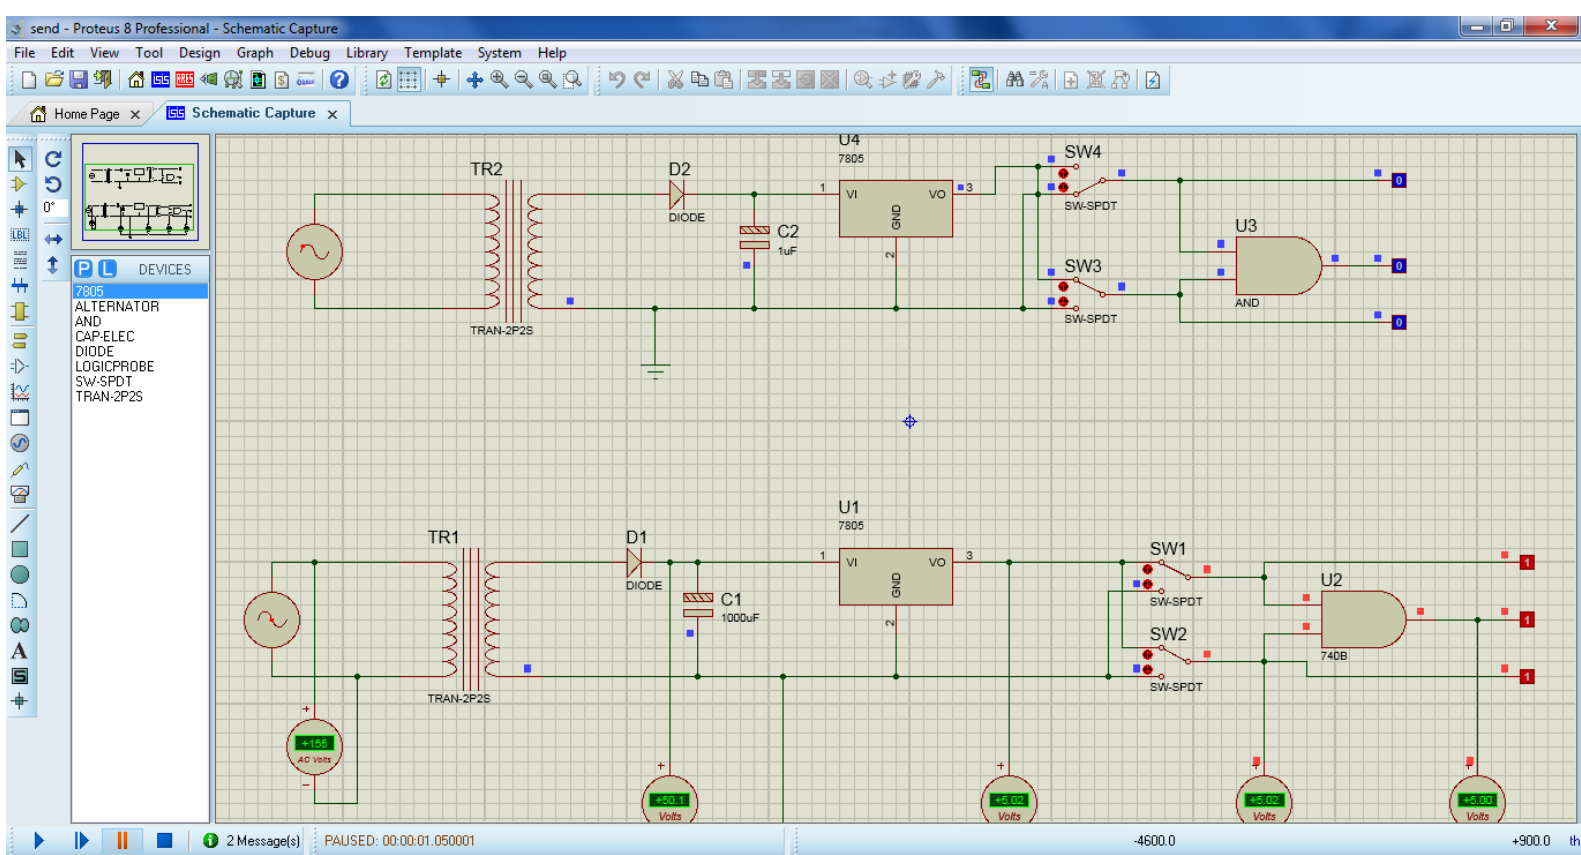 send - Proteus 8 Professional - Schematic Capture
File Edit View Tool Design Graph Debug Library Template System Help
Home Page Schematic Capture
DEVICES
P L
7805
ALTERNATOR
AND
CAP-ELEC
DIODE
LOGICPROBE
SW-SPDT
TRAN-2P2S
0°
LBL
A
S
TR2
TRAN-2P2S
D2
DIODE
C2
1uF
U4
7805
1 VI VO 3
GND
2
SW4
SW-SPDT
SW3
SW-SPDT
U3
AND
0
0
0
TR1
TRAN-2P2S
D1
DIODE
C1
1000uF
U1
7805
1 VI VO 3
GND
2
SW1
SW-SPDT
SW2
SW-SPDT
U2
740B
1
1
1
+155
AC Volts
+50.1
Volts
+5.02
Volts
+5.02
Volts
+5.00
Volts
2 Message(s) PAUSED: 00:00:01.050001 -4600.0 +900.0 th